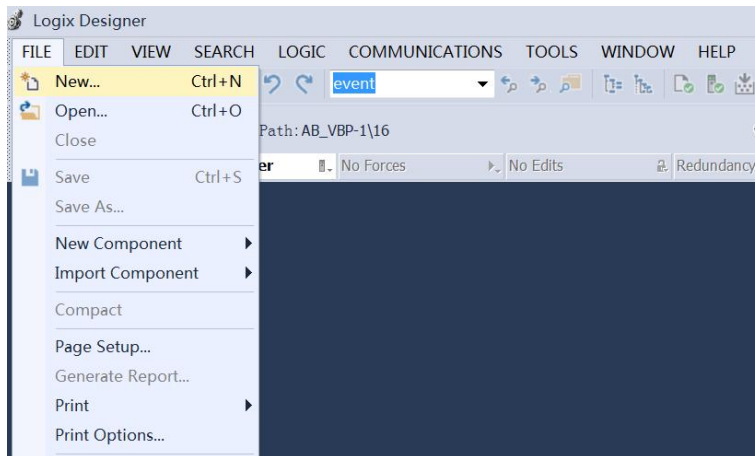 Logix Designer
FILE EDIT VIEW SEARCH LOGIC COMMUNICATIONS TOOLS WINDOW HELP
New... Ctrl+N
event
Open... Ctrl+O
Path: AB_VBP-1\16
Close
er No Forces No Edits Redundancy
Save Ctrl+S
Save As...
New Component
Import Component
Compact
Page Setup...
Generate Report...
Print
Print Options...